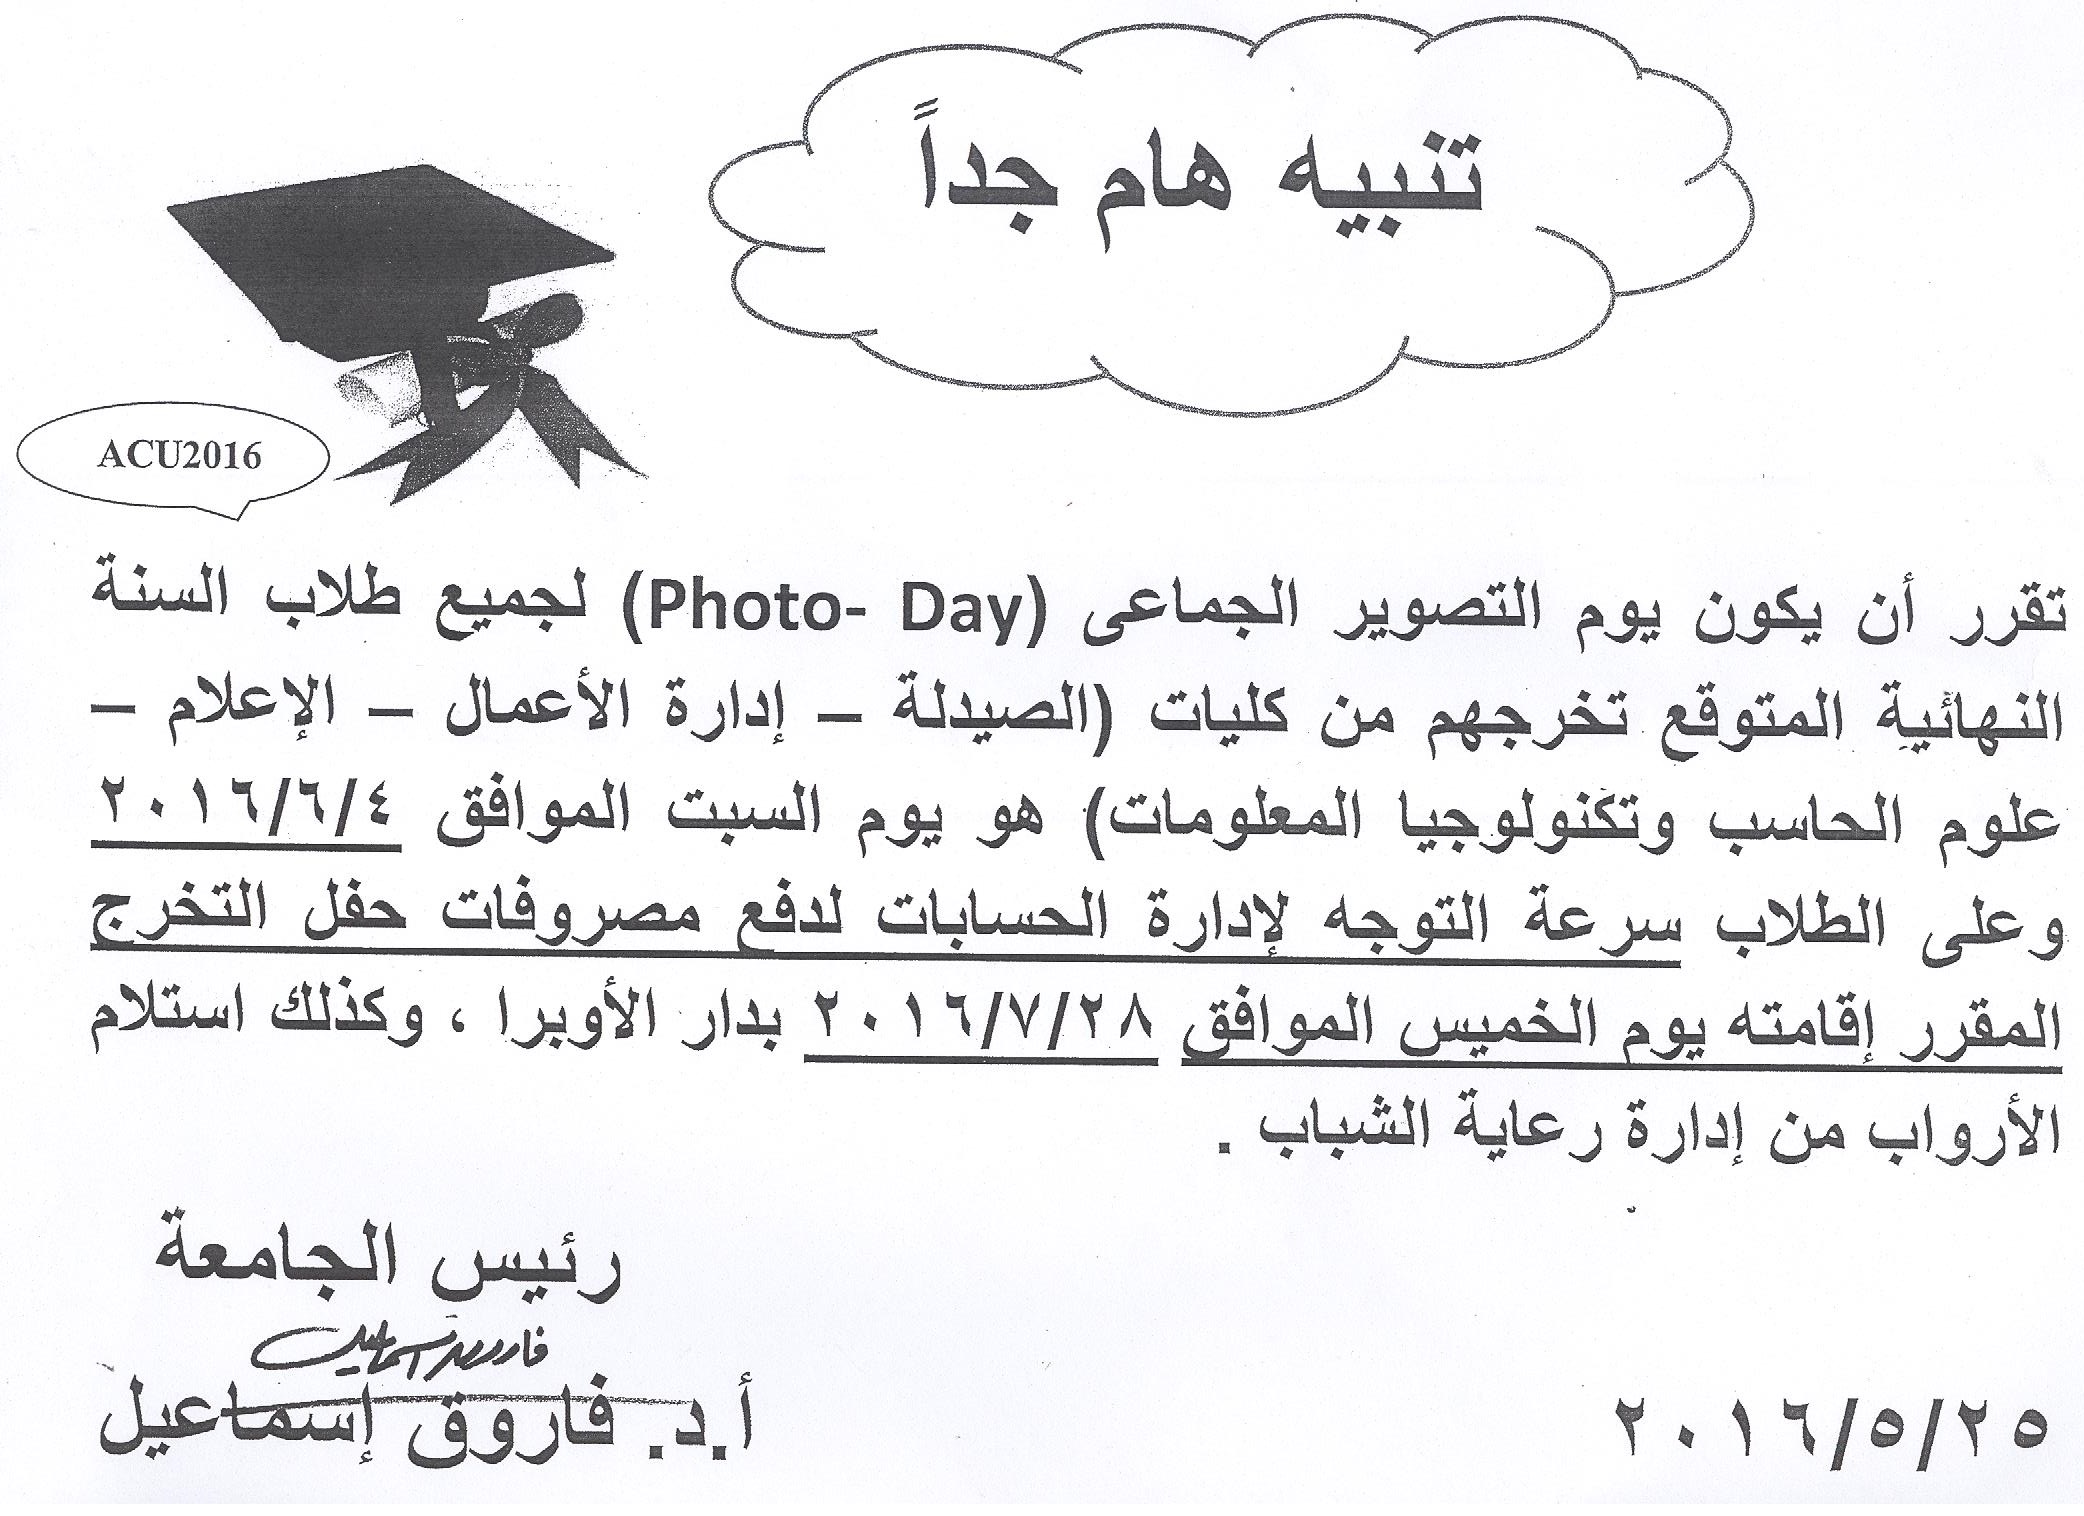 تنبيه هام جداً
ACU2016
تقرر أن يكون يوم التصوير الجماعى (Photo- Day) لجميع طلاب السنة
النهائية المتوقع تخرجهم من كليات (الصيدلة – إدارة الأعمال – الإعلام –
علوم الحاسب وتكنولوجيا المعلومات) هو يوم السبت الموافق ٢٠١٦/٦/٤
وعلى الطلاب سرعة التوجه لإدارة الحسابات لدفع مصروفات حفل التخرج
المقرر إقامته يوم الخميس الموافق ٢٠١٦/٧/٢٨ بدار الأوبرا ، وكذلك استلام
الأرواب من إدارة رعاية الشباب .
رئيس الجامعة
فاروق إسماعيل
أ.د. فاروق إسماعيل
٢٠١٦/٥/٢٥